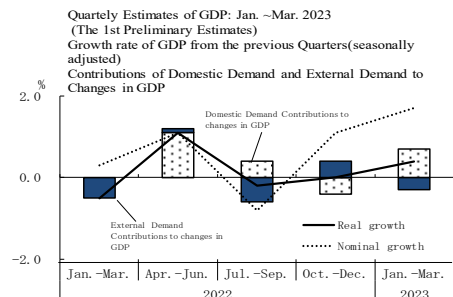 Quartely Estimates of GDP: Jan. ~Mar. 2023
(The 1st Preliminary Estimates)
Growth rate of GDP from the previous Quarters(seasonally
adjusted)
Contributions of Domestic Demand and External Demand to
Changes in GDP
%
2.0
Domestic Demand Contributions to
changes in GDP
0.0
External Demand
Contributions to changes in
GDP
Real growth
Nominal growth
-2.0
Jan.-Mar. Apr.-Jun. Jul.-Sep. Oct.-Dec. Jan.-Mar.
2022 2023